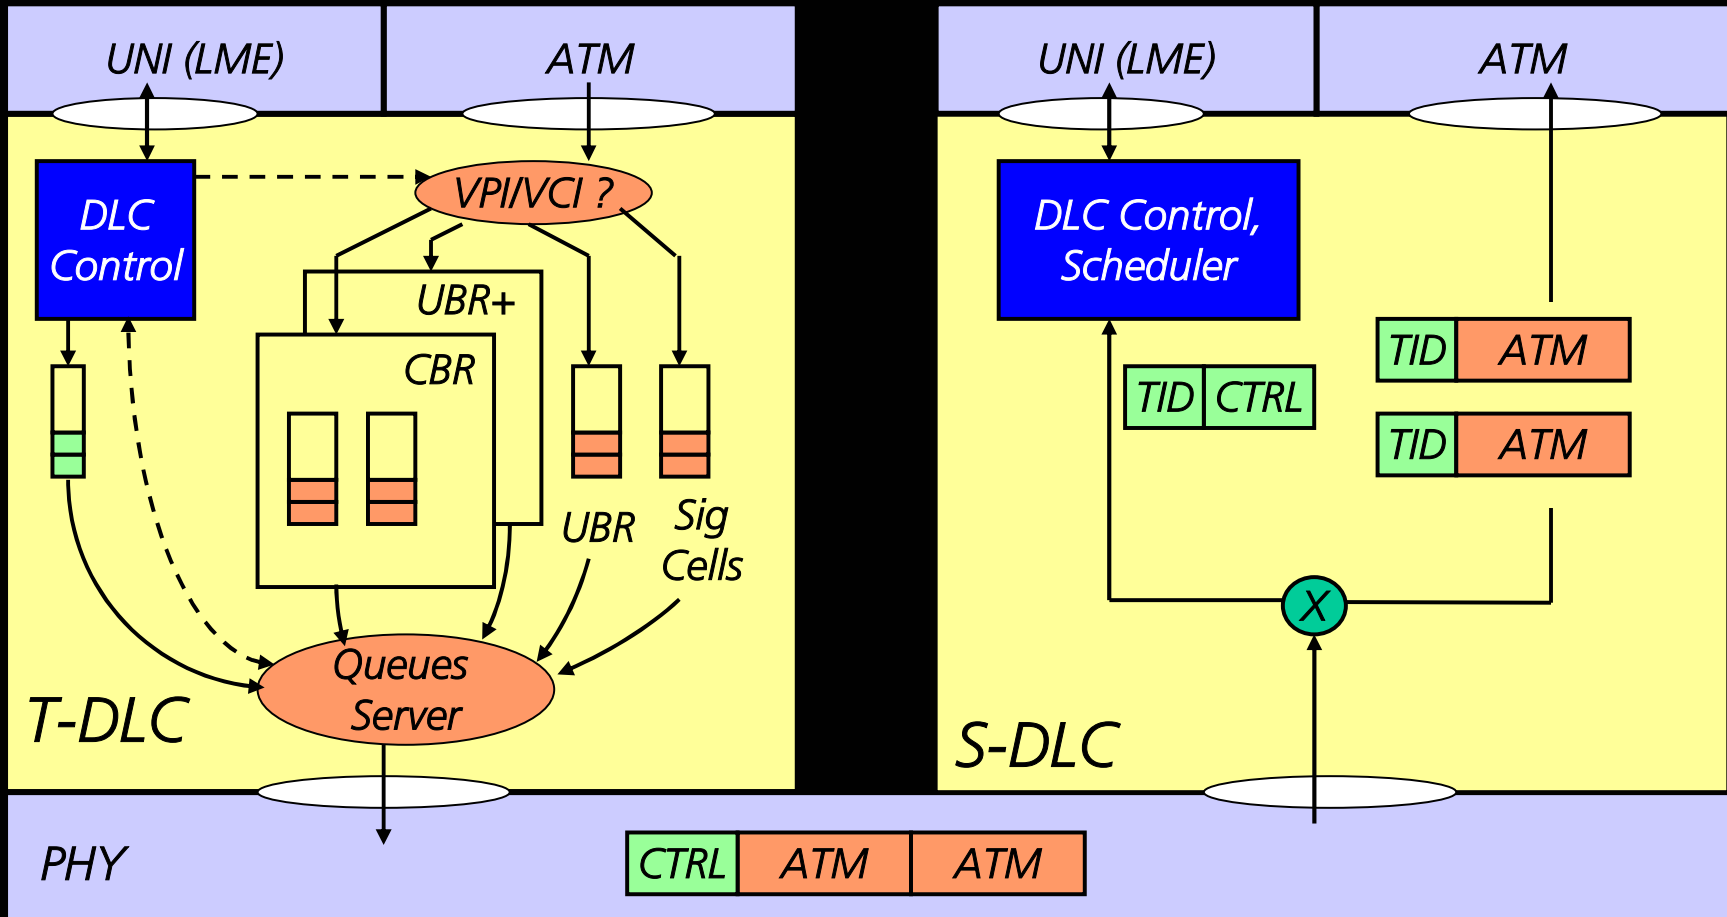 UNI (LME)
ATM
DLC
Control
VPI/VCI ?
UBR+
CBR
UBR
Sig
Cells
Queues
Server
T-DLC
UNI (LME)
ATM
DLC Control,
Scheduler
TID ATM
TID CTRL
TID ATM
X
S-DLC
PHY
CTRL ATM ATM